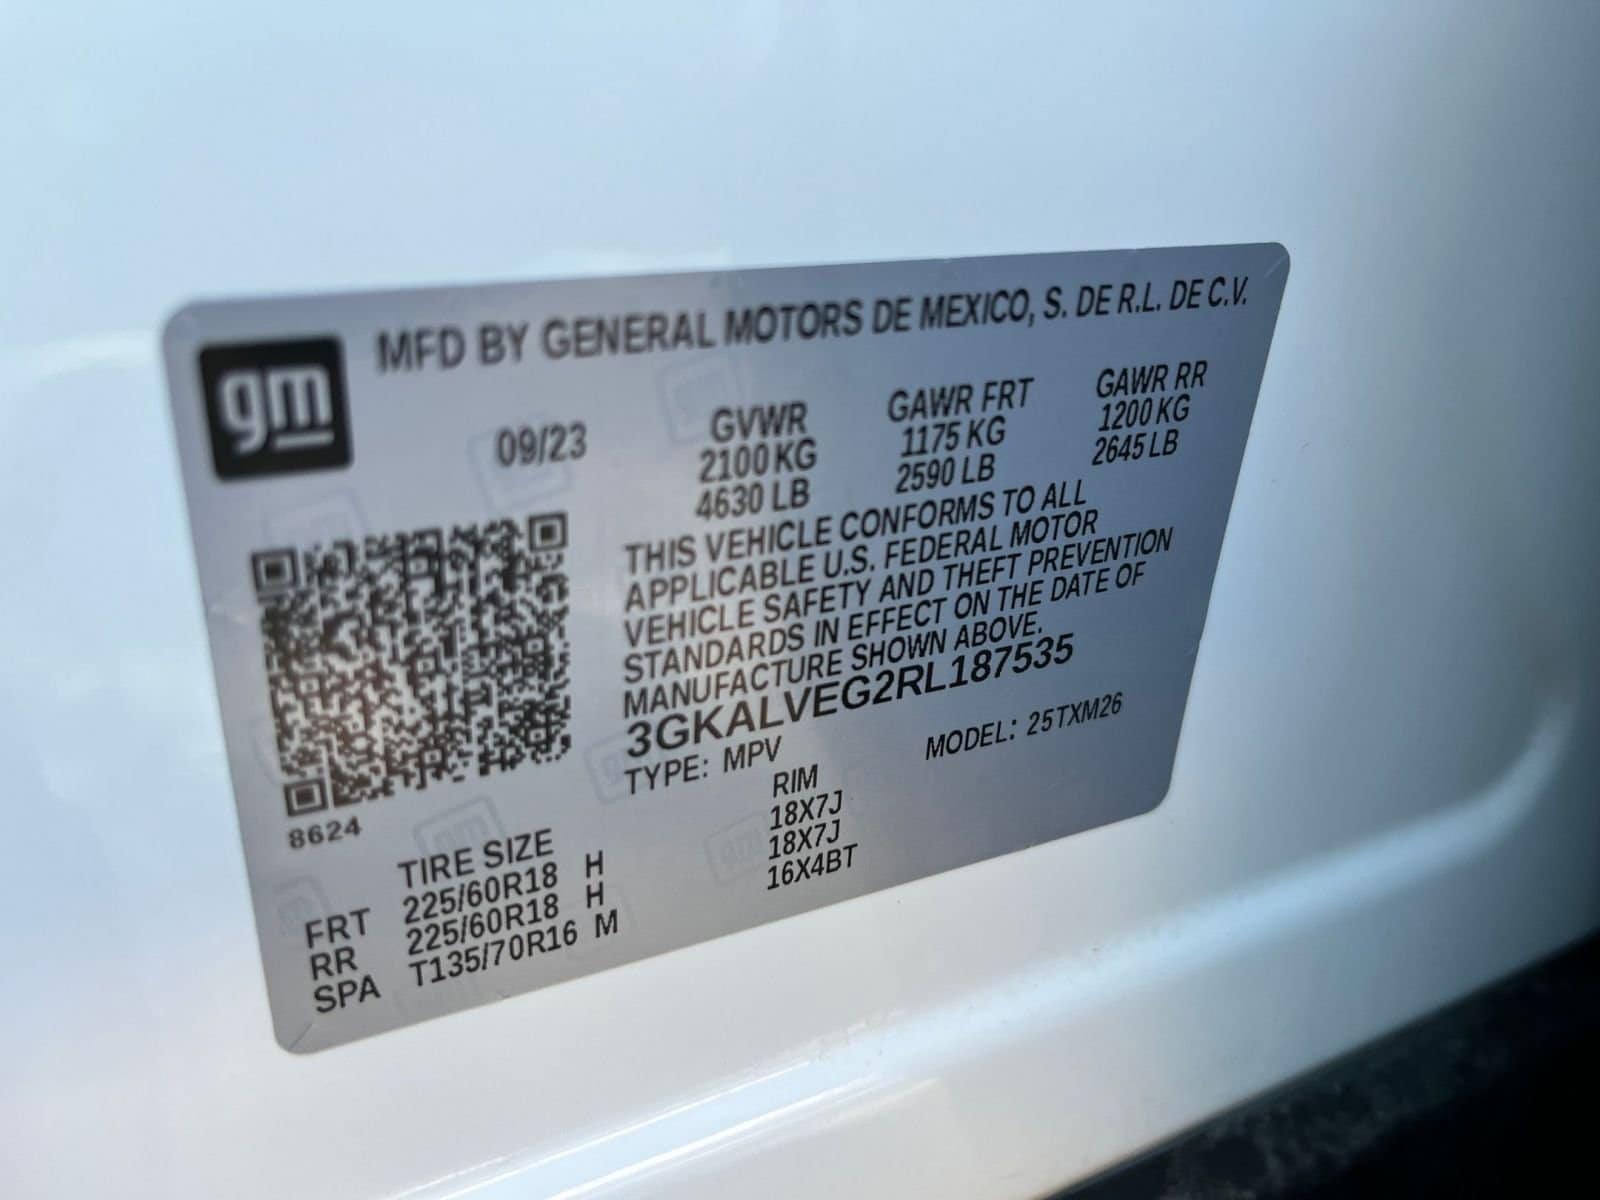 gm
MFD BY GENERAL MOTORS DE MEXICO, S. DE R.L. DE C.V.
09/23
GVWR
2100 KG
4630 LB
GAWR FRT
1175 KG
2590 LB
GAWR RR
1200 KG
2645 LB
THIS VEHICLE CONFORMS TO ALL
APPLICABLE U.S. FEDERAL MOTOR
VEHICLE SAFETY AND THEFT PREVENTION
STANDARDS IN EFFECT ON THE DATE OF
MANUFACTURE SHOWN ABOVE.
3GKALVEG2RL187535
TYPE: MPV
MODEL: 25TXM26
8624
TIRE SIZE
RIM
FRT 225/60R18 H 18X7J
RR 225/60R18 H 18X7J
SPA T135/70R16 M 16X4BT